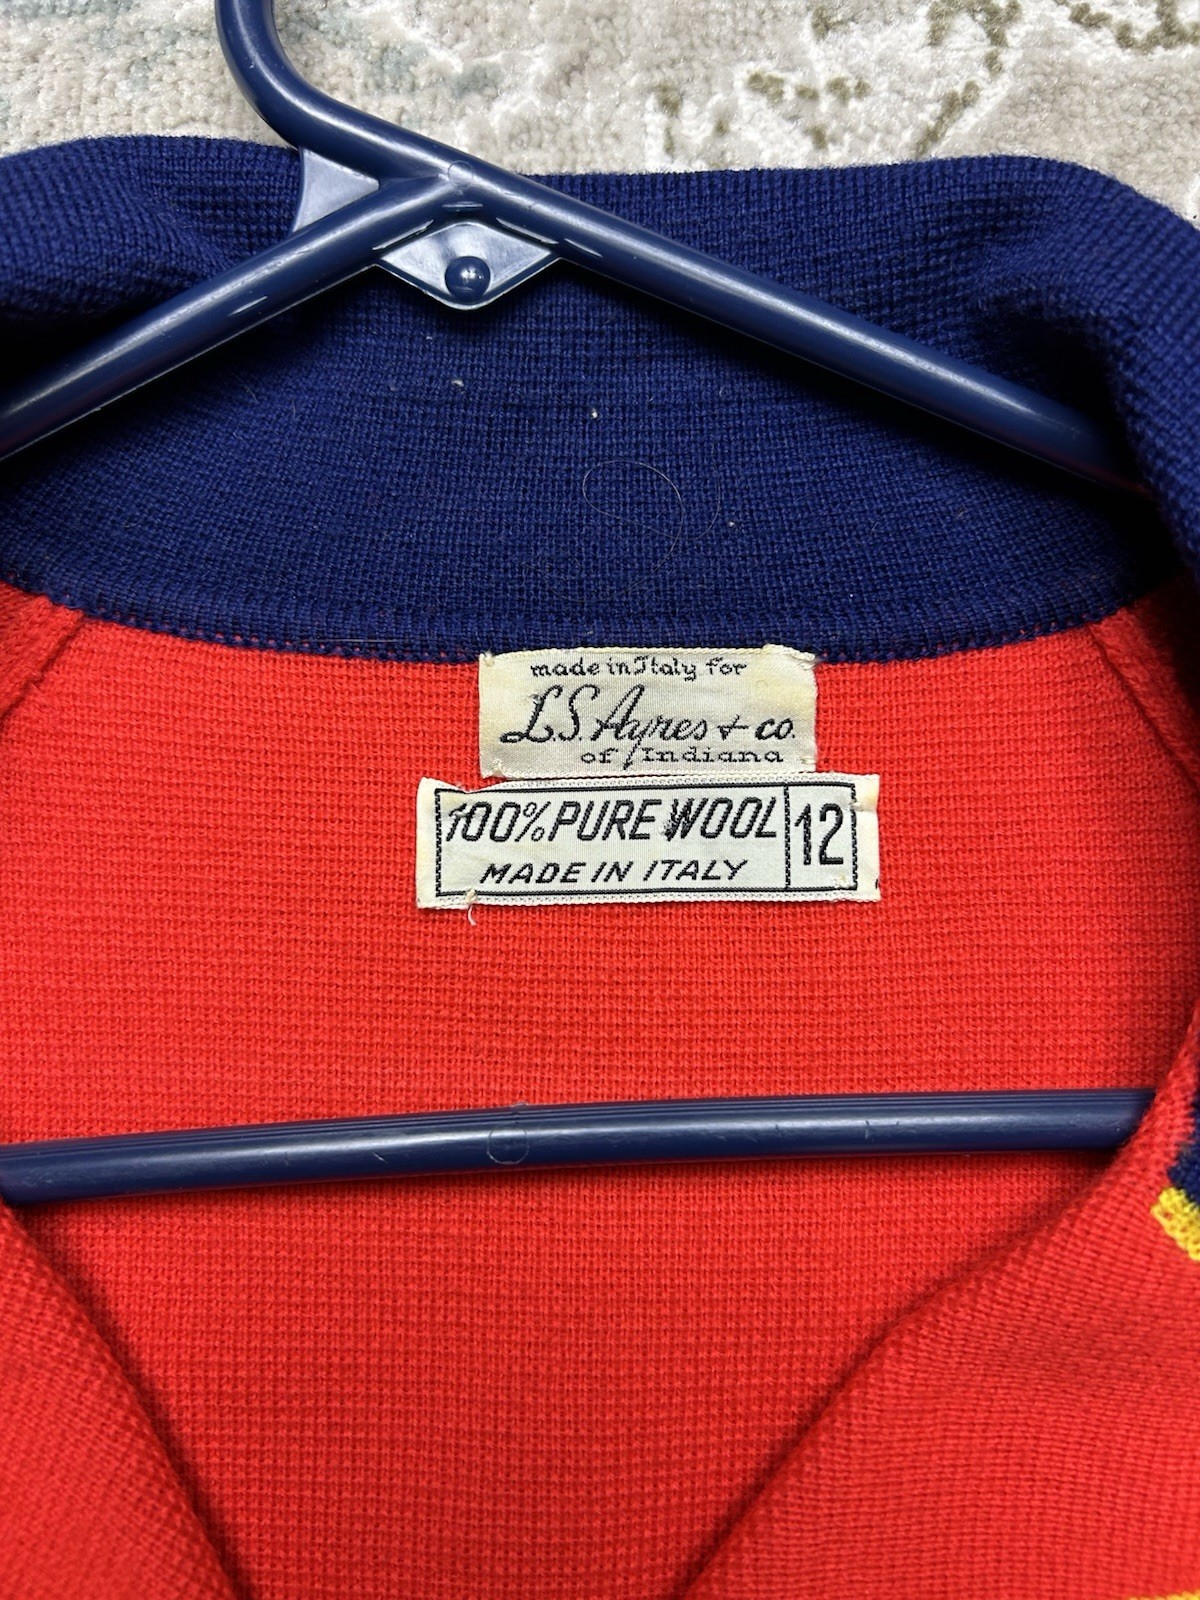 made in Italy for
L.S. Ayres + co.
of Indiana
100% PURE WOOL 12
MADE IN ITALY